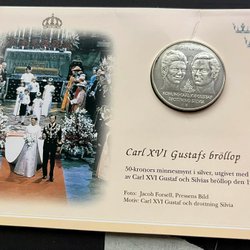 Carl XVI Gustafs bröllop
50-kronors minnesmynt i silver, utgivet med
av Carl XVI Gustaf och Silvias bröllop den 1
Foto: Jacob Forsell, Pressens Bild
Motiv: Carl XVI Gustaf och drottning Silvia